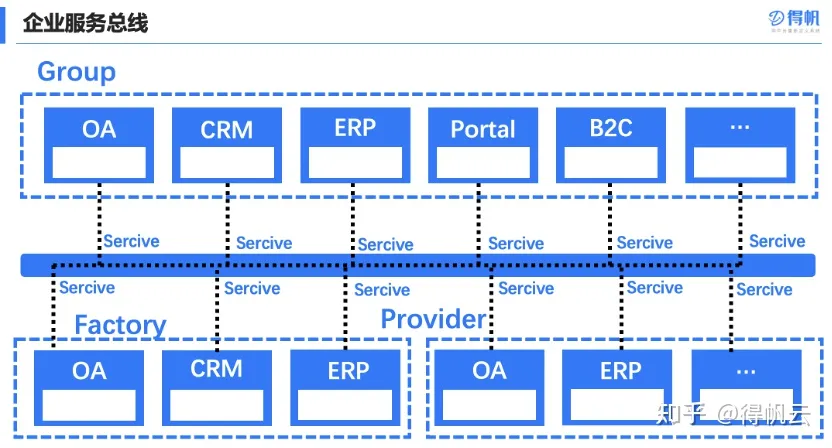 企业服务总线
得帆
Group
OA
CRM
ERP
Portal
B2C
...
Sercive
Sercive
Sercive
Sercive
Sercive
Sercive
Sercive
Sercive
Sercive
Sercive
Sercive
Sercive
Factory
Provider
OA
CRM
ERP
OA
ERP
...
知乎 @得帆云